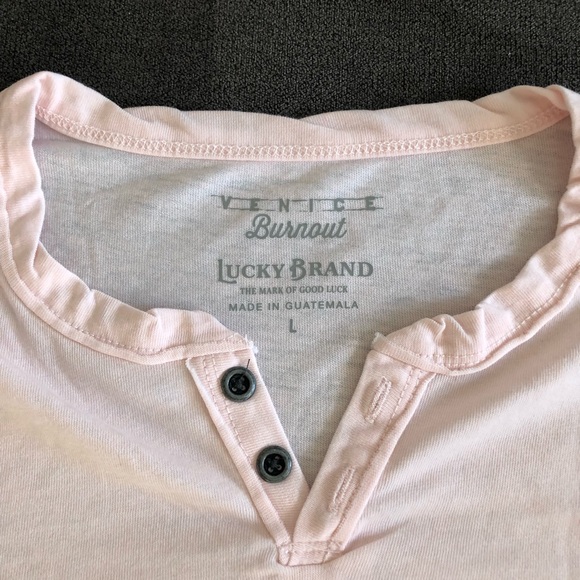 VENICE
Burnout
LUCKY BRAND
THE MARK OF GOOD LUCK
MADE IN GUATEMALA
L